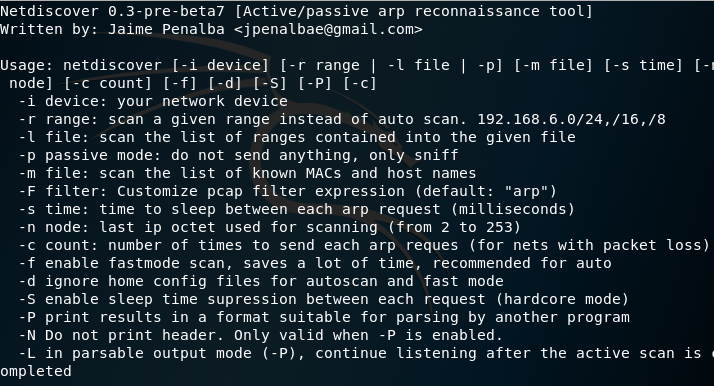 Netdiscover 0.3-pre-beta7 [Active/passive arp reconnaissance tool]
Written by: Jaime Penalba <jpenalbae@gmail.com>
Usage: netdiscover [-i device] [-r range | -l file | -p] [-m file] [-s time] [-n
 node] [-c count] [-f] [-d] [-S] [-P] [-c]
  -i device: your network device
  -r range: scan a given range instead of auto scan. 192.168.6.0/24,/16,/8
  -l file: scan the list of ranges contained into the given file
  -p passive mode: do not send anything, only sniff
  -m file: scan the list of known MACs and host names
  -F filter: Customize pcap filter expression (default: "arp")
  -s time: time to sleep between each arp request (milliseconds)
  -n node: last ip octet used for scanning (from 2 to 253)
  -c count: number of times to send each arp reques (for nets with packet loss)
  -f enable fastmode scan, saves a lot of time, recommended for auto
  -d ignore home config files for autoscan and fast mode
  -S enable sleep time supression between each request (hardcore mode)
  -P print results in a format suitable for parsing by another program
  -N Do not print header. Only valid when -P is enabled.
  -L in parsable output mode (-P), continue listening after the active scan is c
ompleted